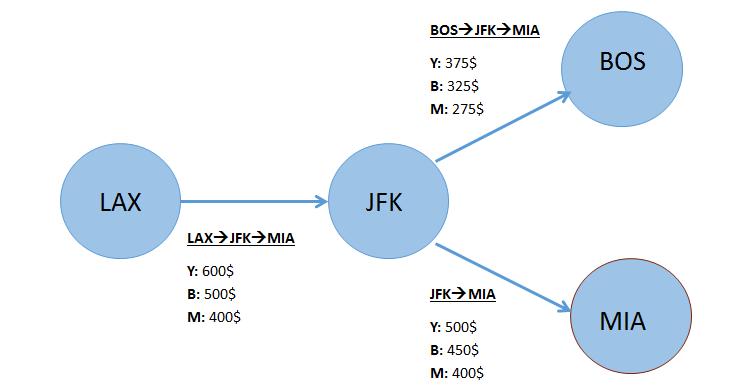 BOS→JFK→MIA
Y: 375$
B: 325$
M: 275$
BOS
LAX
JFK
LAX→JFK→MIA
Y: 600$
B: 500$
M: 400$
JFK→MIA
Y: 500$
B: 450$
M: 400$
MIA